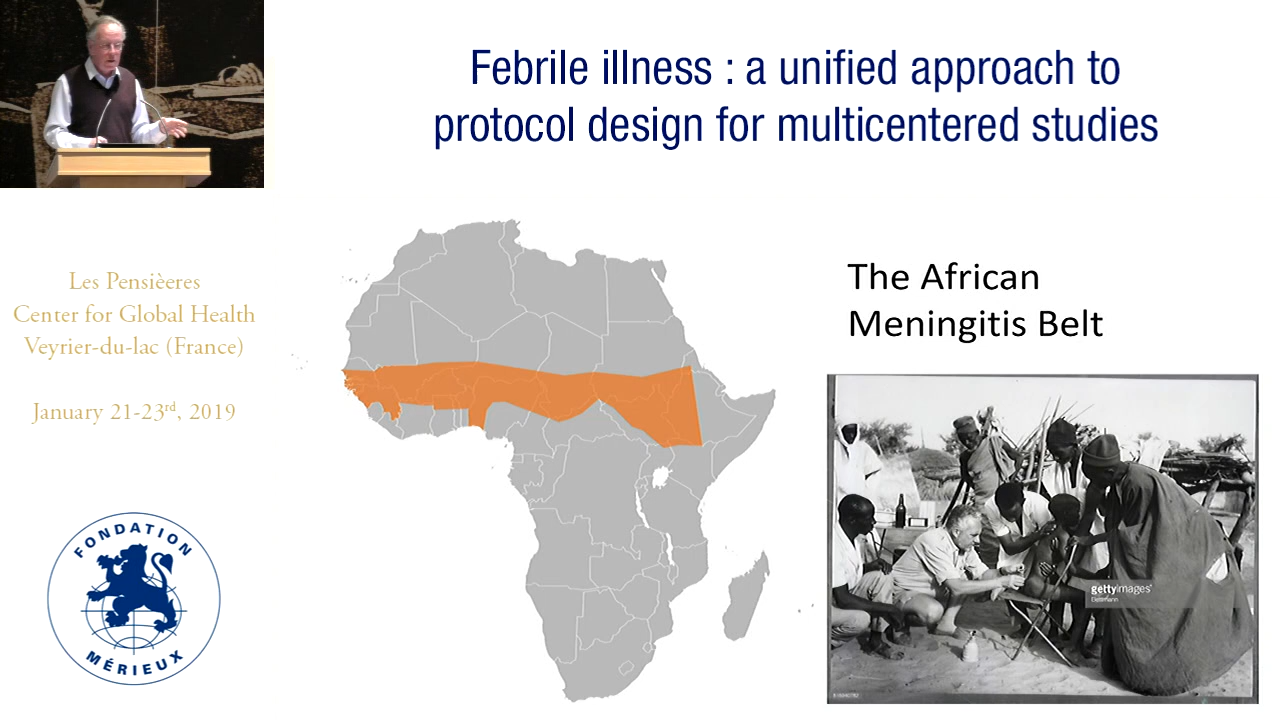 Febrile illness : a unified approach to
protocol design for multicentered studies
Les Pensièeres
Center for Global Health
Veyrier-du-lac (France)
January 21-23rd, 2019
The African
Meningitis Belt
gettyimages®
Bettmann
FONDATION
MÉRIEUX